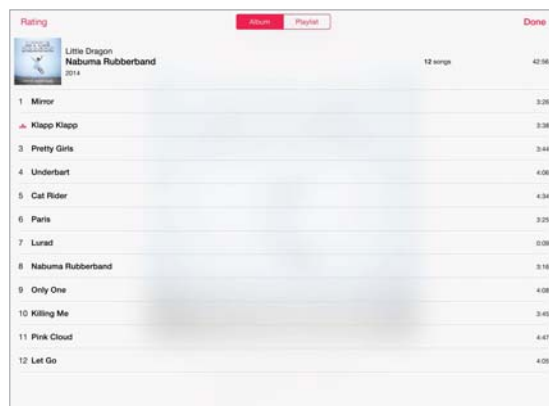 Rating Album Playlist Done
Little Dragon
Nabuma Rubberband 12 songs 42:56
2014
1 Mirror 3:26
Klapp Klapp 3:38
3 Pretty Girls 3:44
4 Underbart 4:06
5 Cat Rider 4:34
6 Paris 3:25
7 Lurad 0:09
8 Nabuma Rubberband 3:16
9 Only One 4:08
10 Killing Me 3:45
11 Pink Cloud 4:47
12 Let Go 4:05